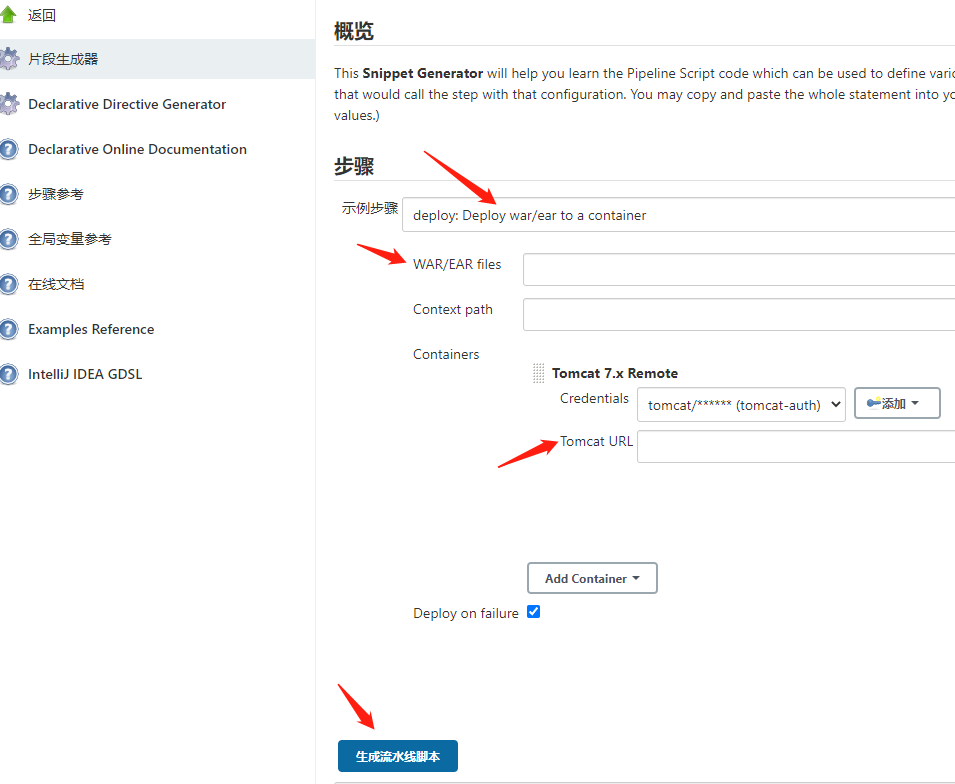 返回
片段生成器
Declarative Directive Generator
Declarative Online Documentation
步骤参考
全局变量参考
在线文档
Examples Reference
IntelliJ IDEA GDSL
概览
This Snippet Generator will help you learn the Pipeline Script code which can be used to define vario
that would call the step with that configuration. You may copy and paste the whole statement into yo
values.)
步骤
示例步骤 deploy: Deploy war/ear to a container
WAR/EAR files
Context path
Containers
Tomcat 7.x Remote
Credentials tomcat/****** (tomcat-auth) 添加
Tomcat URL
Add Container
Deploy on failure
生成流水线脚本